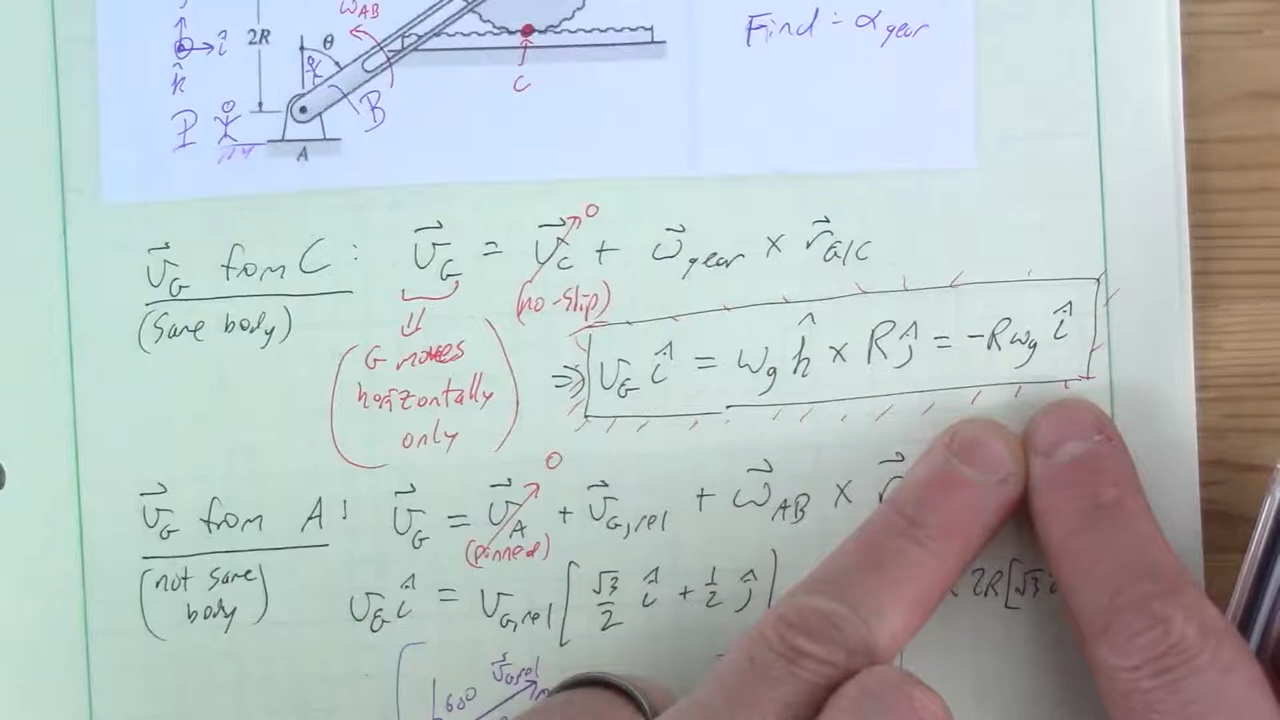 ω_AB
Find: α_gear
2R
θ
î
k̂
C
B
A
v⃗_G from C: v⃗_G = v⃗_C + ω⃗_gear × r⃗_G/C
0
(same body)
(no-slip)
⇓
(G moves
horizontally
only)
⇒ v_G î = ω_g k̂ × R ĵ = -Rω_g î
0
v⃗_G from A: v⃗_G = v⃗_A + v⃗_G,rel + ω⃗_AB × r⃗
(pinned)
(not same
body)
v_G î = v_G,rel [√3/2 î + 1/2 ĵ]
2R[√3
60°
v⃗_G,rel